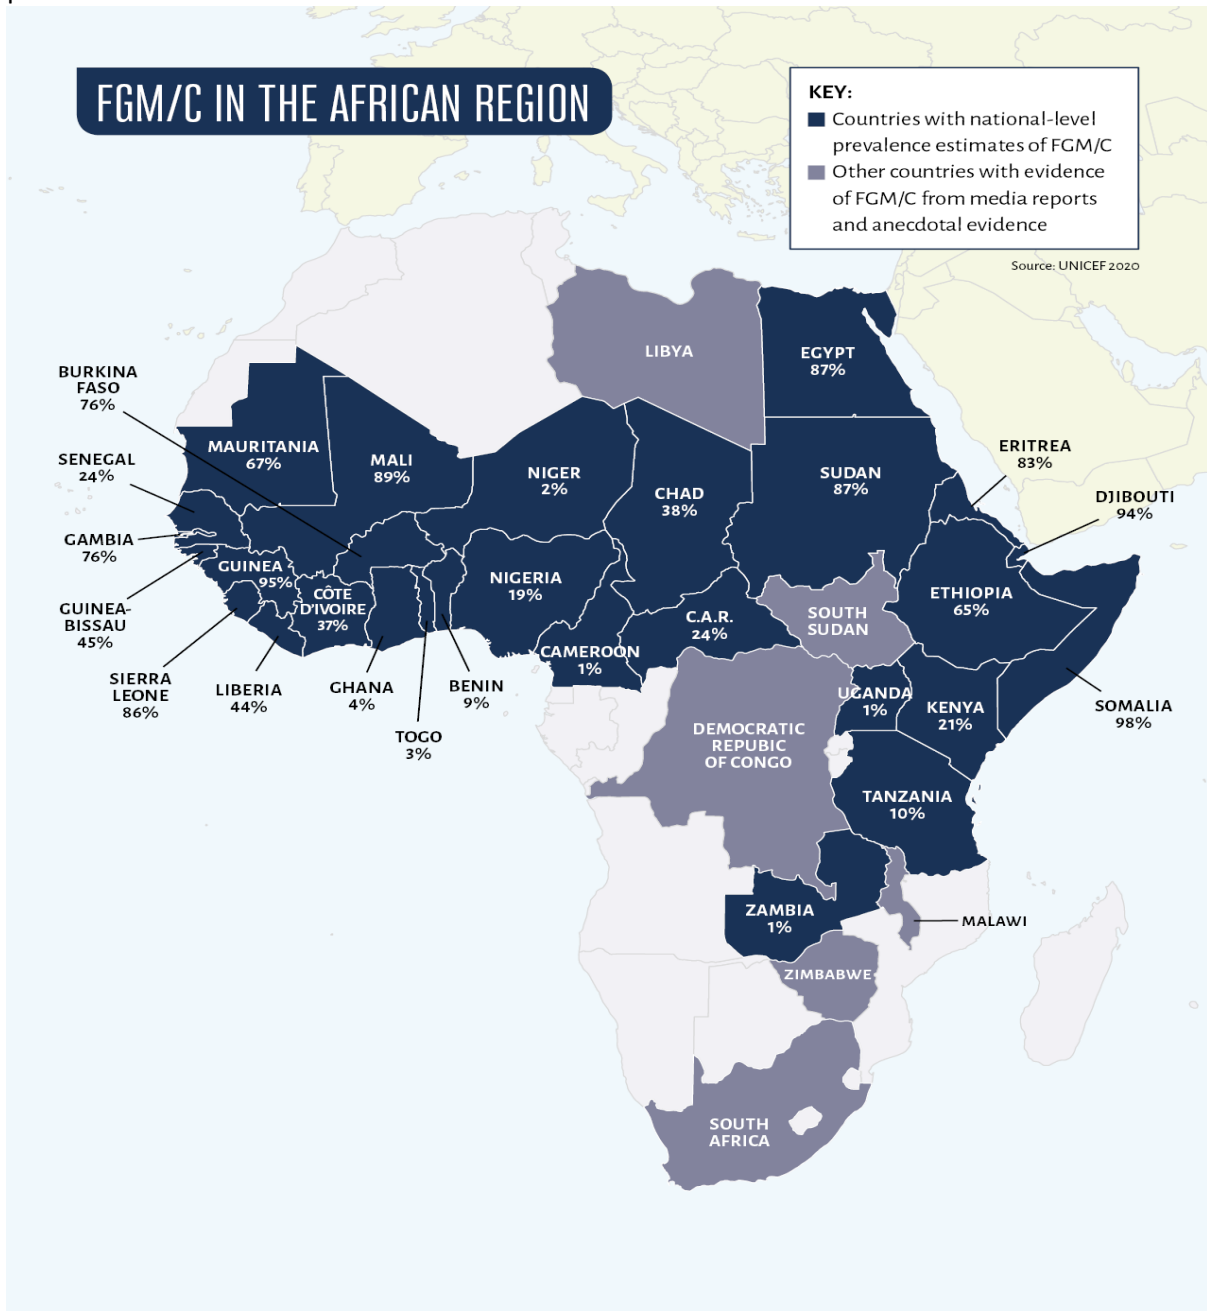 FGM/C IN THE AFRICAN REGION
KEY:
Countries with national-level
prevalence estimates of FGM/C
Other countries with evidence
of FGM/C from media reports
and anecdotal evidence
Source: UNICEF 2020
LIBYA
EGYPT
87%
BURKINA
FASO
76%
MAURITANIA
67%
MALI
89%
NIGER
2%
CHAD
38%
SUDAN
87%
ERITREA
83%
SENEGAL
24%
DJIBOUTI
94%
GAMBIA
76%
GUINEA
95%
CÔTE
D'IVOIRE
37%
NIGERIA
19%
C.A.R.
24%
SOUTH
SUDAN
ETHIOPIA
65%
GUINEA-
BISSAU
45%
CAMEROON
1%
SIERRA
LEONE
86%
LIBERIA
44%
GHANA
4%
BENIN
9%
TOGO
3%
UGANDA
1%
KENYA
21%
SOMALIA
98%
DEMOCRATIC
REPUBIC
OF CONGO
TANZANIA
10%
ZAMBIA
1%
MALAWI
ZIMBABWE
SOUTH
AFRICA